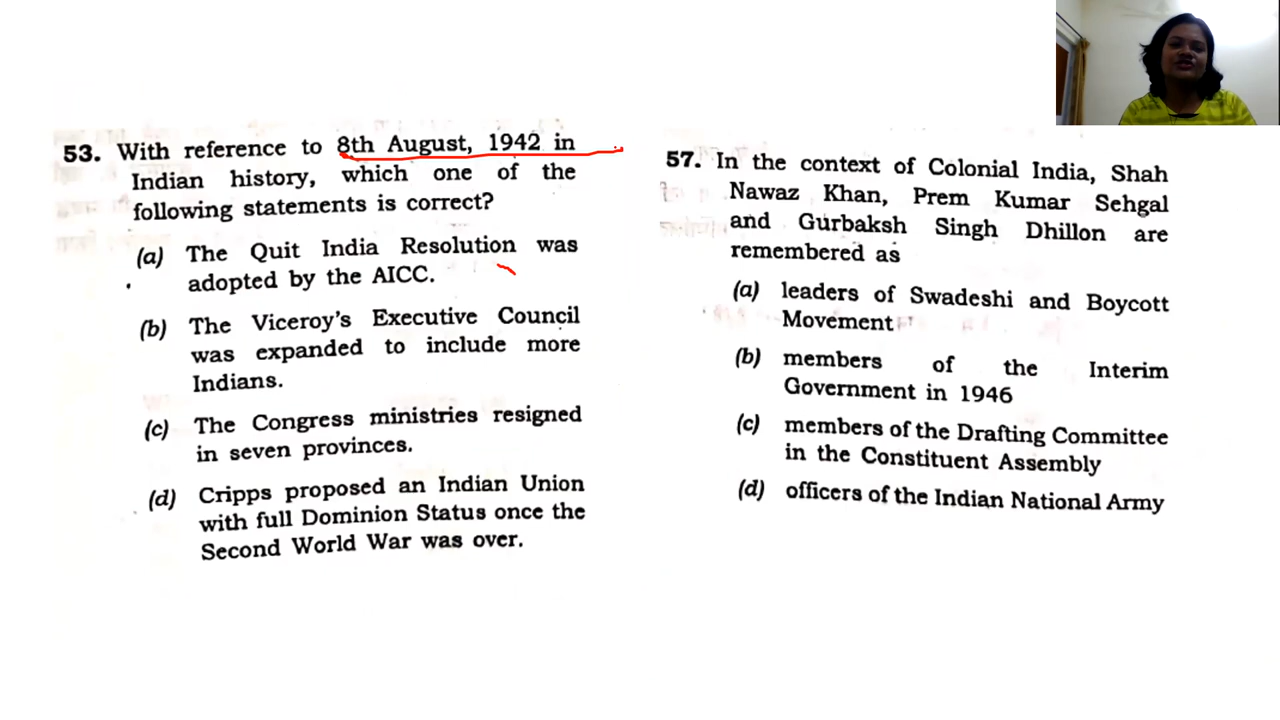 53. With reference to 8th August, 1942 in
Indian history, which one of the
following statements is correct?
(a) The Quit India Resolution was
adopted by the AICC.
(b) The Viceroy's Executive Council
was expanded to include more
Indians.
(c) The Congress ministries resigned
in seven provinces.
(d) Cripps proposed an Indian Union
with full Dominion Status once the
Second World War was over.
57. In the context of Colonial India, Shah
Nawaz Khan, Prem Kumar Sehgal
and Gurbaksh Singh Dhillon are
remembered as
(a) leaders of Swadeshi and Boycott
Movement
(b) members of the Interim
Government in 1946
(c) members of the Drafting Committee
in the Constituent Assembly
(d) officers of the Indian National Army